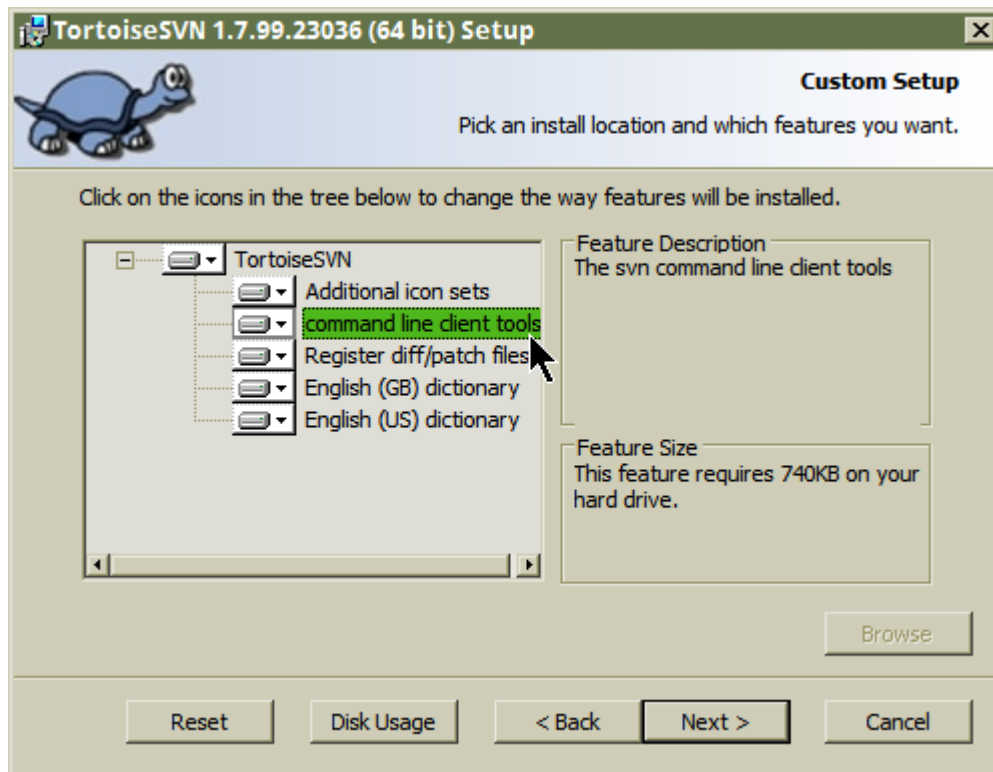 TortoiseSVN 1.7.99.23036 (64 bit) Setup
Custom Setup
Pick an install location and which features you want.
Click on the icons in the tree below to change the way features will be installed.
TortoiseSVN
Additional icon sets
command line client tools
Register diff/patch files
English (GB) dictionary
English (US) dictionary
Feature Description
The svn command line client tools
Feature Size
This feature requires 740KB on your
hard drive.
Browse
Reset
Disk Usage
< Back
Next >
Cancel